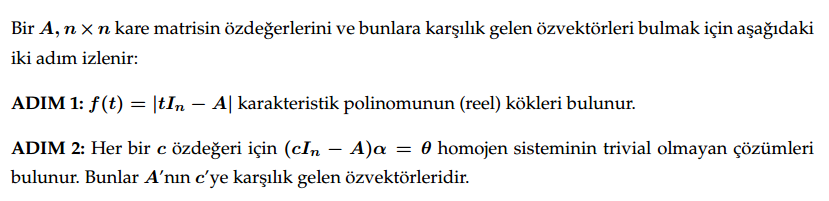 Bir A, n × n kare matrisin özdeğerlerini ve bunlara karşılık gelen özvektörleri bulmak için aşağıdaki
iki adım izlenir:
ADIM 1: f(t) = |tIₙ − A| karakteristik polinomunun (reel) kökleri bulunur.
ADIM 2: Her bir c özdeğeri için (cIₙ − A)α = θ homojen sisteminin trivial olmayan çözümleri
bulunur. Bunlar A′nın c′ye karşılık gelen özvektörleridir.